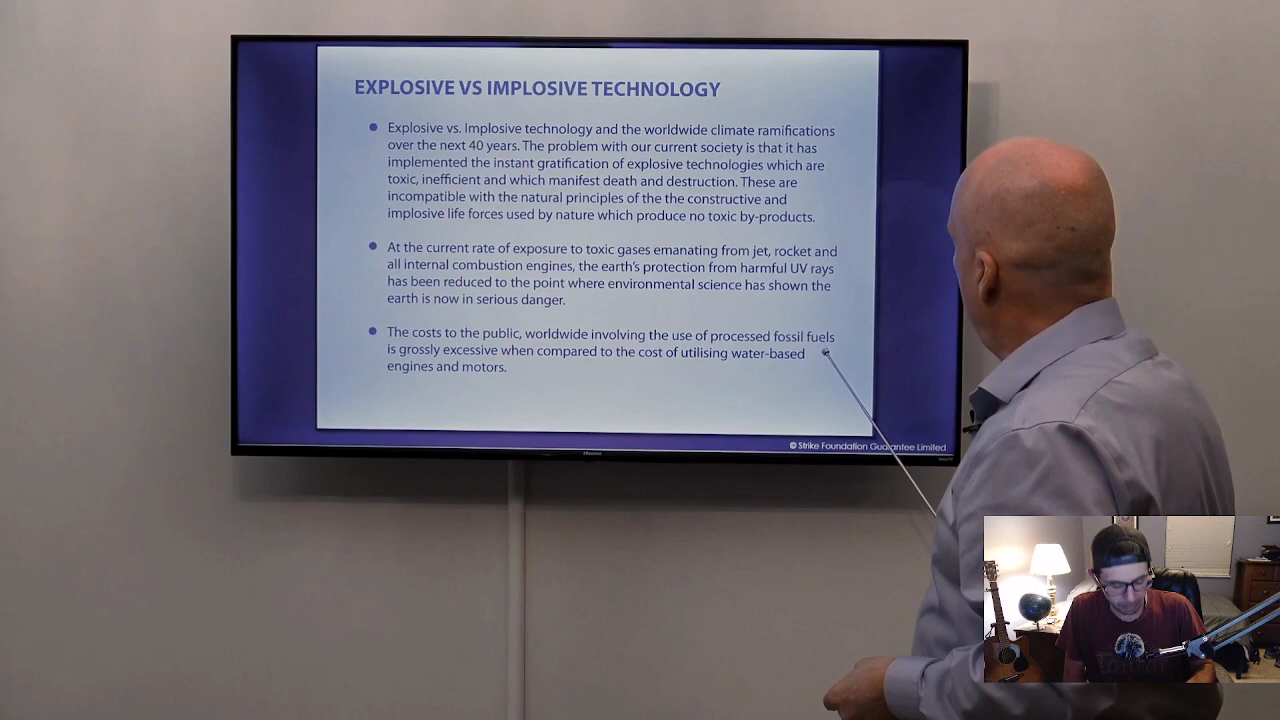 EXPLOSIVE VS IMPLOSIVE TECHNOLOGY
Explosive vs. Implosive technology and the worldwide climate ramifications
over the next 40 years. The problem with our current society is that it has
implemented the instant gratification of explosive technologies which are
toxic, inefficient and which manifest death and destruction. These are
incompatible with the natural principles of the the constructive and
implosive life forces used by nature which produce no toxic by-products.
At the current rate of exposure to toxic gases emanating from jet, rocket and
all internal combustion engines, the earth's protection from harmful UV rays
has been reduced to the point where environmental science has shown the
earth is now in serious danger.
The costs to the public, worldwide involving the use of processed fossil fuels
is grossly excessive when compared to the cost of utilising water-based
engines and motors.
© Strike Foundation Guarantee Limited
Hisense